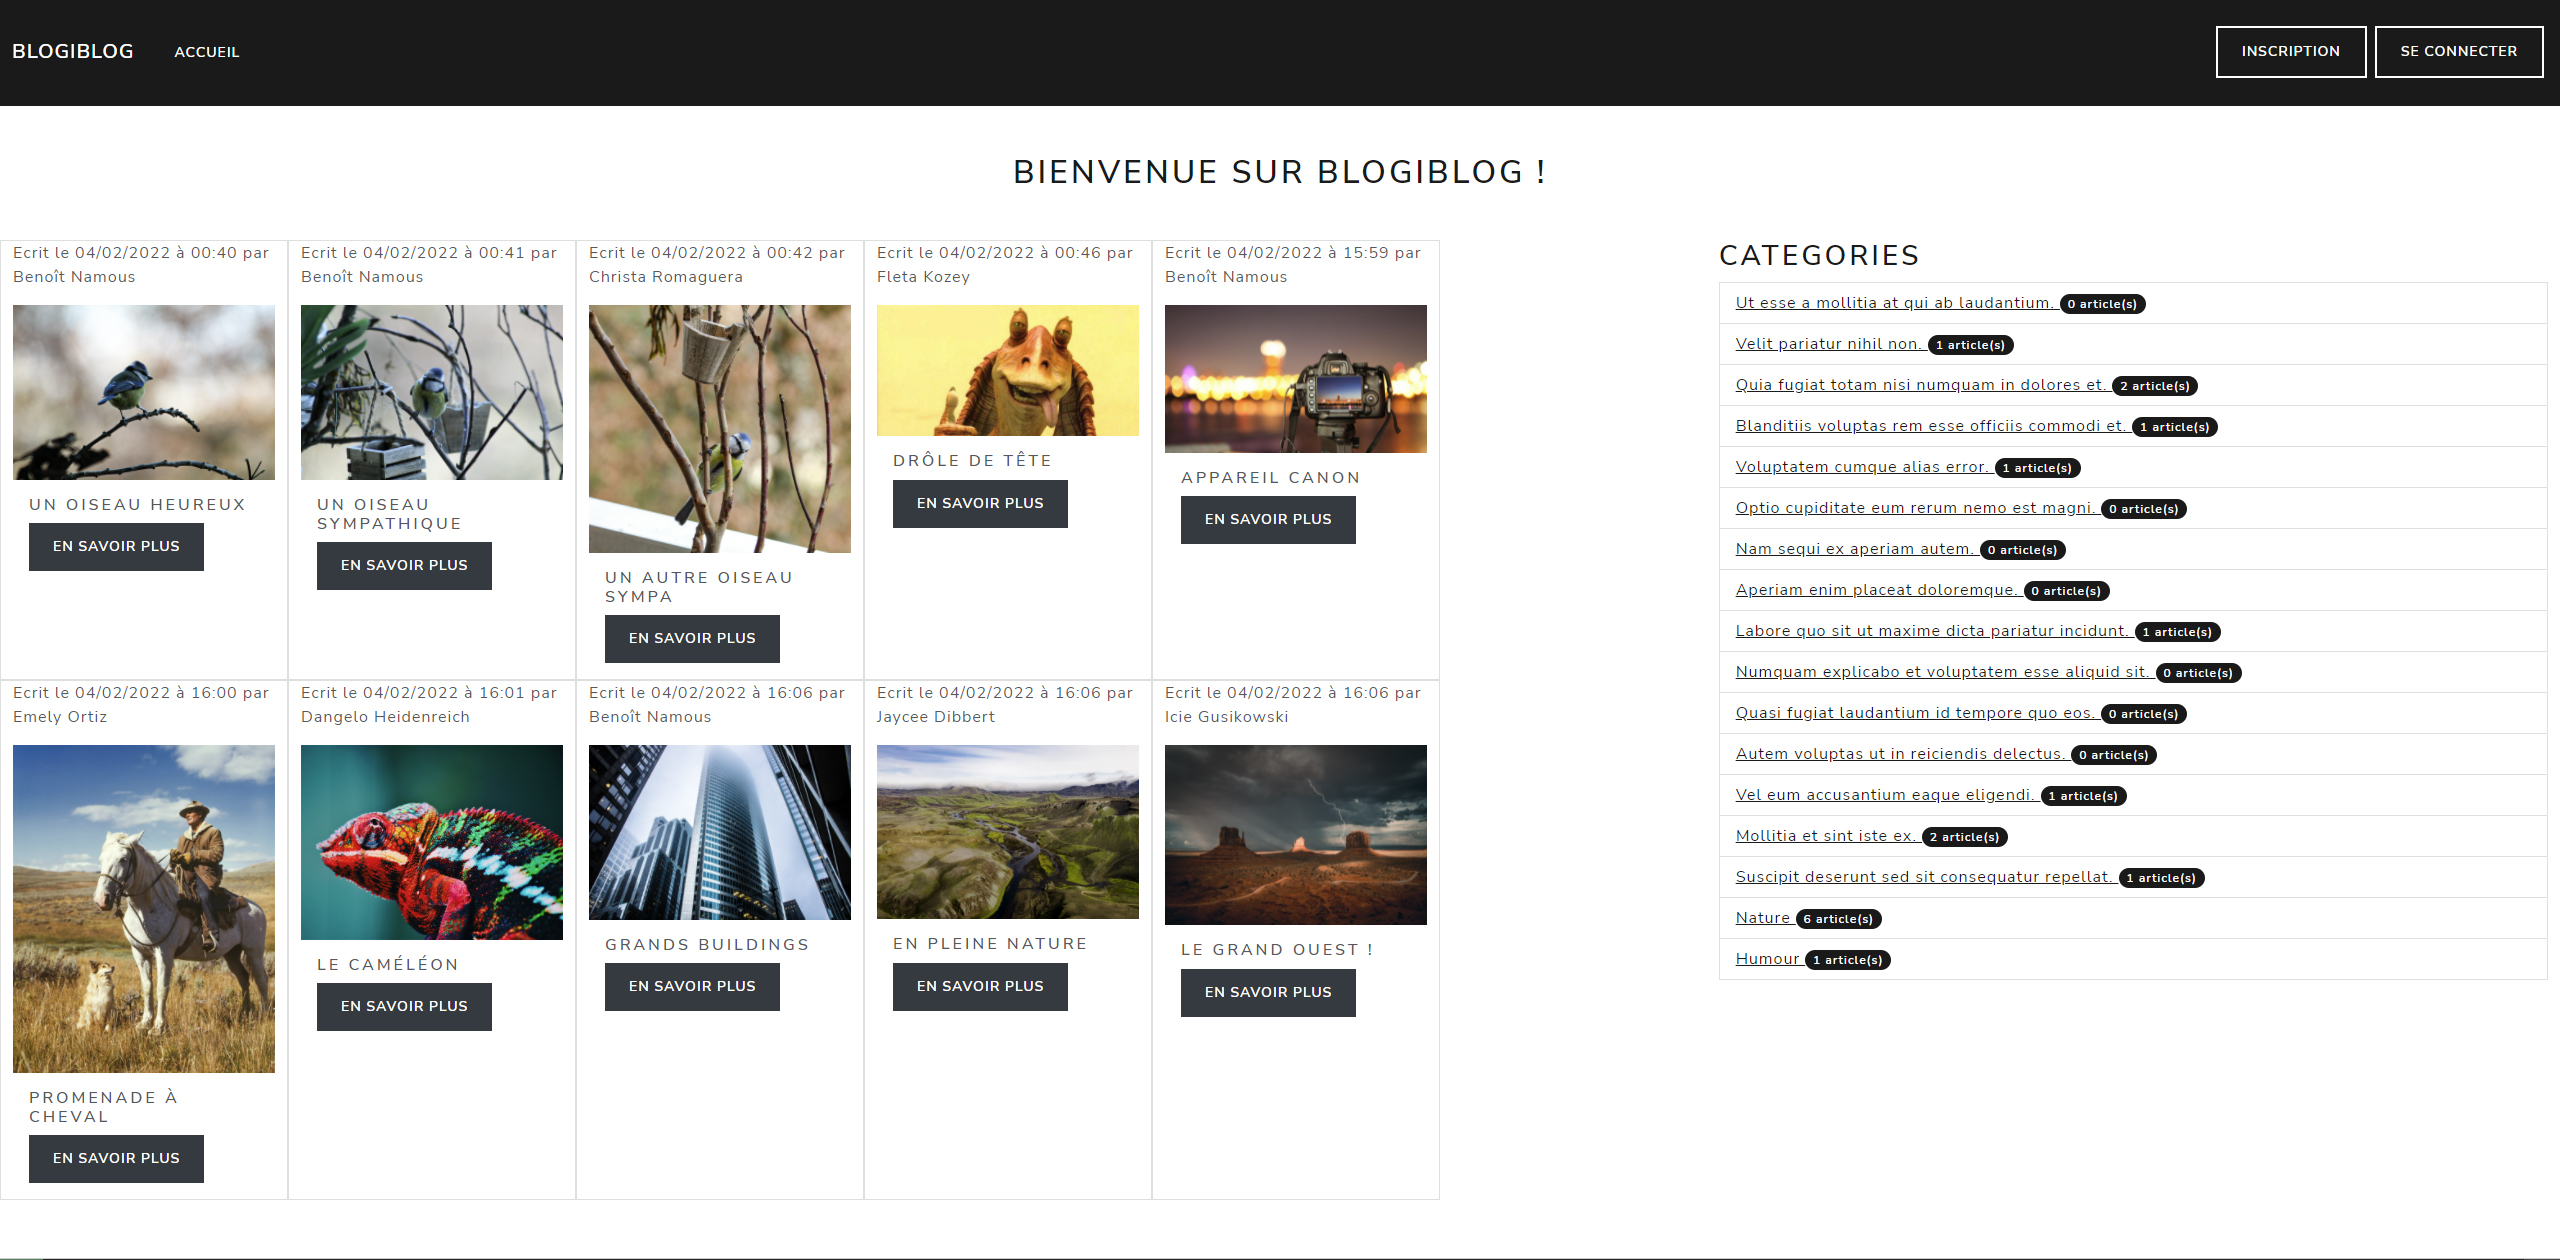 BLOGIBLOG
ACCUEIL
INSCRIPTION
SE CONNECTER
BIENVENUE SUR BLOGIBLOG !
Ecrit le 04/02/2022 à 00:40 par
Benoît Namous
UN OISEAU HEUREUX
EN SAVOIR PLUS
Ecrit le 04/02/2022 à 00:41 par
Benoît Namous
UN OISEAU
SYMPATHIQUE
EN SAVOIR PLUS
Ecrit le 04/02/2022 à 00:42 par
Christa Romaguera
UN AUTRE OISEAU
SYMPA
EN SAVOIR PLUS
Ecrit le 04/02/2022 à 00:46 par
Fleta Kozey
DRÔLE DE TÊTE
EN SAVOIR PLUS
Ecrit le 04/02/2022 à 15:59 par
Benoît Namous
APPAREIL CANON
EN SAVOIR PLUS
Ecrit le 04/02/2022 à 16:00 par
Emely Ortiz
PROMENADE À
CHEVAL
EN SAVOIR PLUS
Ecrit le 04/02/2022 à 16:01 par
Dangelo Heidenreich
LE CAMÉLÉON
EN SAVOIR PLUS
Ecrit le 04/02/2022 à 16:06 par
Benoît Namous
GRANDS BUILDINGS
EN SAVOIR PLUS
Ecrit le 04/02/2022 à 16:06 par
Jaycee Dibbert
EN PLEINE NATURE
EN SAVOIR PLUS
Ecrit le 04/02/2022 à 16:06 par
Icie Gusikowski
LE GRAND OUEST !
EN SAVOIR PLUS
CATEGORIES
Ut esse a mollitia at qui ab laudantium. 0 article(s)
Velit pariatur nihil non. 1 article(s)
Quia fugiat totam nisi numquam in dolores et. 2 article(s)
Blanditiis voluptas rem esse officiis commodi et. 1 article(s)
Voluptatem cumque alias error. 1 article(s)
Optio cupiditate eum rerum nemo est magni. 0 article(s)
Nam sequi ex aperiam autem. 0 article(s)
Aperiam enim placeat doloremque. 0 article(s)
Labore quo sit ut maxime dicta pariatur incidunt. 1 article(s)
Numquam explicabo et voluptatem esse aliquid sit. 0 article(s)
Quasi fugiat laudantium id tempore quo eos. 0 article(s)
Autem voluptas ut in reiciendis delectus. 0 article(s)
Vel eum accusantium eaque eligendi. 1 article(s)
Mollitia et sint iste ex. 2 article(s)
Suscipit deserunt sed sit consequatur repellat. 1 article(s)
Nature 6 article(s)
Humour 1 article(s)